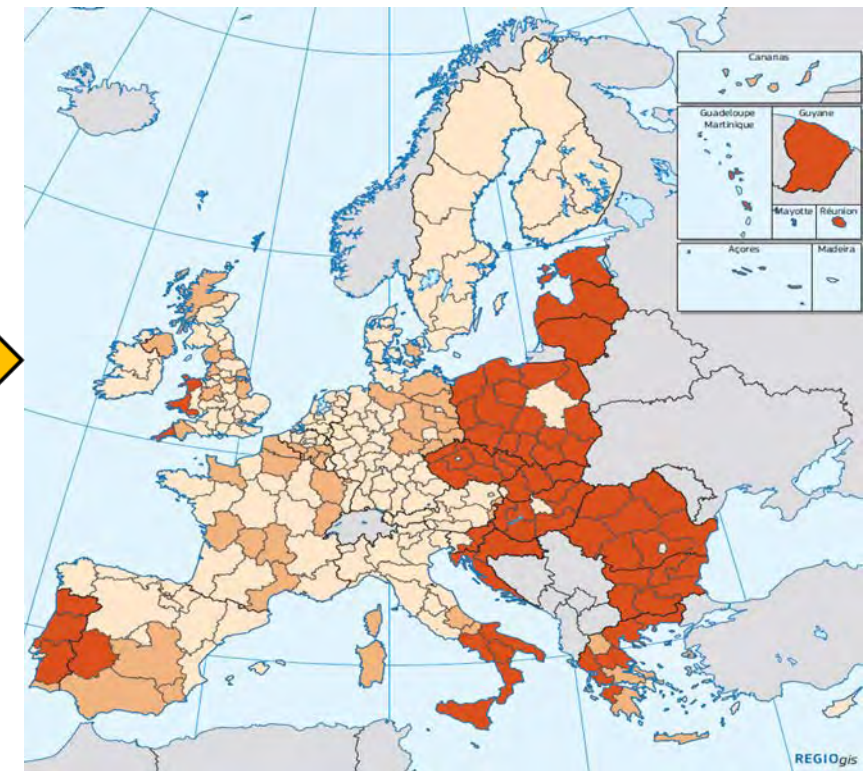 Canarias
Guadeloupe
Martinique
Guyane
Mayotte
Réunion
Açores
Madeira
REGIOgis